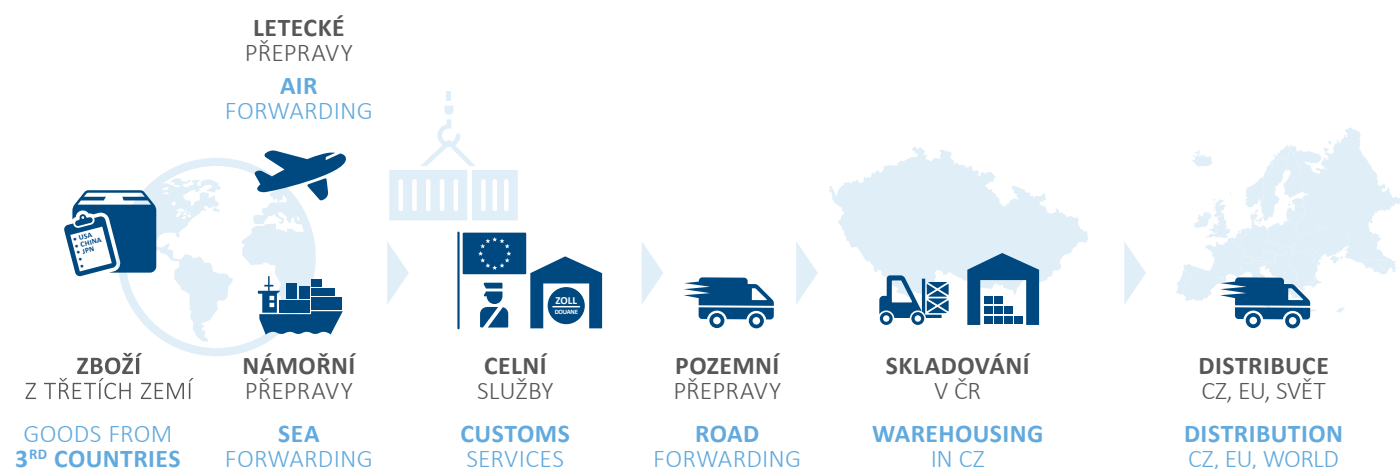 LETECKÉ
PŘEPRAVY
AIR
FORWARDING
USA
CHINA
JPN
ZOLL
DOUANE
ZBOŽÍ
Z TŘETÍCH ZEMÍ
GOODS FROM
3RD COUNTRIES
NÁMOŘNÍ
PŘEPRAVY
SEA
FORWARDING
CELNÍ
SLUŽBY
CUSTOMS
SERVICES
POZEMNÍ
PŘEPRAVY
ROAD
FORWARDING
SKLADOVÁNÍ
V ČR
WAREHOUSING
IN CZ
DISTRIBUCE
CZ, EU, SVĚT
DISTRIBUTION
CZ, EU, WORLD